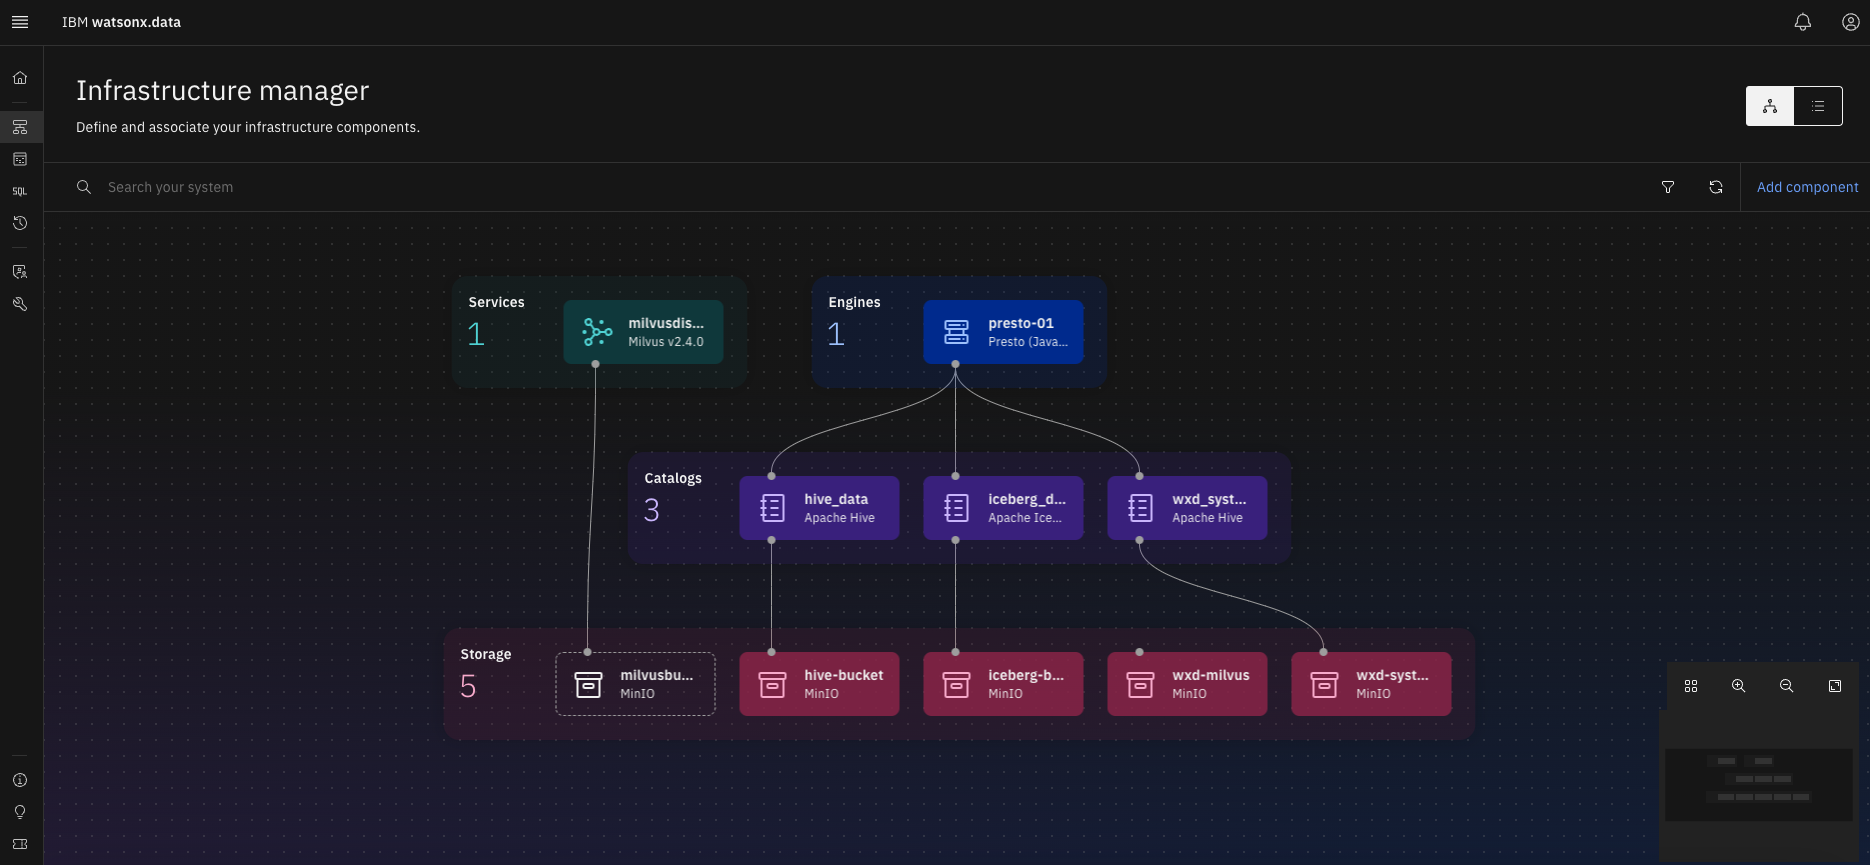 IBM watsonx.data
Infrastructure manager
Define and associate your infrastructure components.
Search your system
Add component
SQL
Services
1
milvusdis...
Milvus v2.4.0
Engines
1
presto-01
Presto (Java...
Catalogs
3
hive_data
Apache Hive
iceberg_d...
Apache Ice...
wxd_syst...
Apache Hive
Storage
5
milvusbu...
MinIO
hive-bucket
MinIO
iceberg-b...
MinIO
wxd-milvus
MinIO
wxd-syst...
MinIO